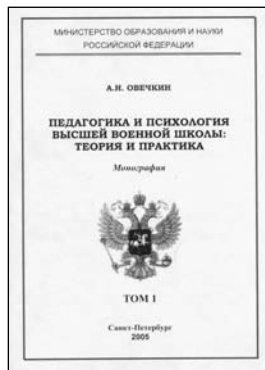 МИНИСТЕРСТВО ОБРАЗОВАНИЯ И НАУКИ
РОССИЙСКОЙ ФЕДЕРАЦИИ
А.Н. ОВЕЧКИН
ПЕДАГОГИКА И ПСИХОЛОГИЯ
ВЫСШЕЙ ВОЕННОЙ ШКОЛЫ:
ТЕОРИЯ И ПРАКТИКА
Монография
ТОМ 1
Санкт-Петербург
2005